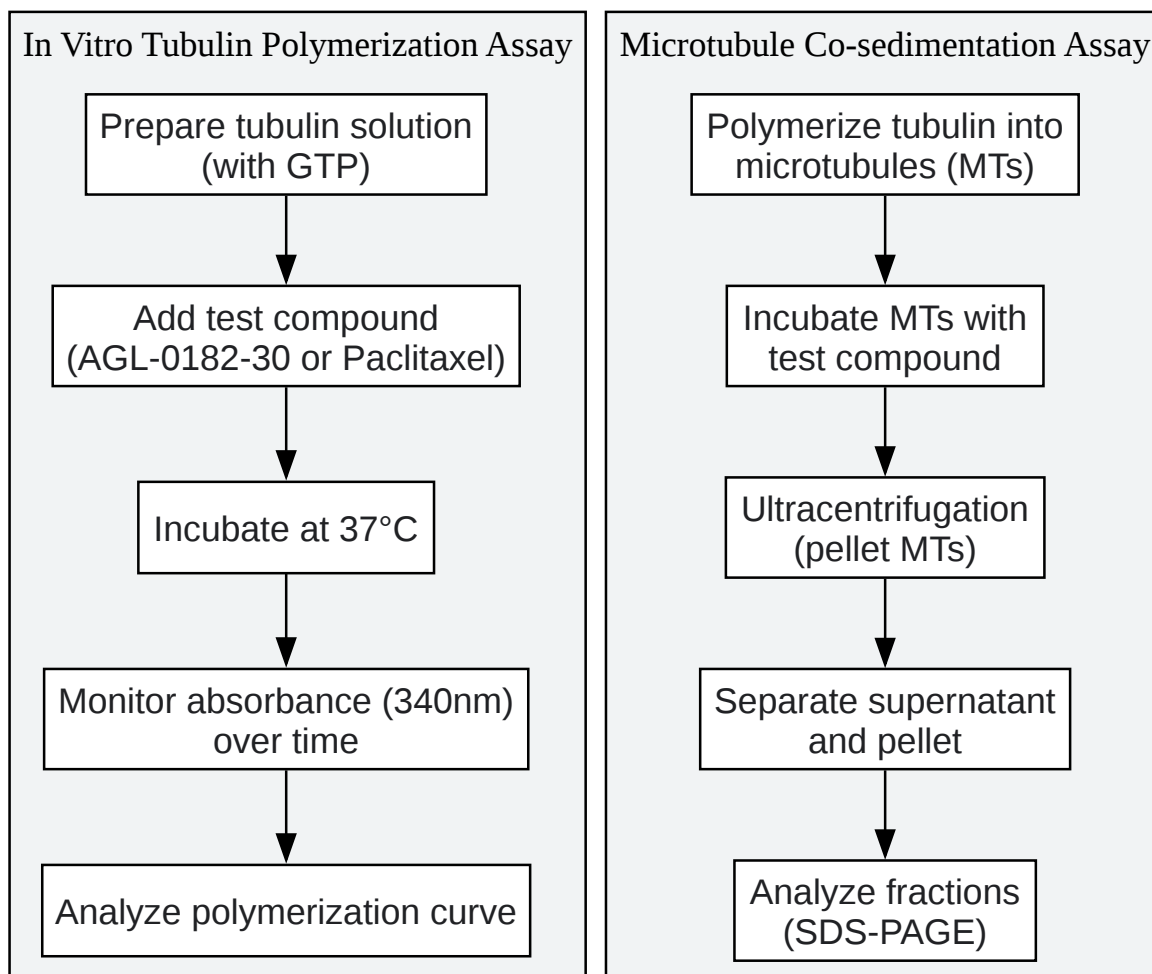 In Vitro Tubulin Polymerization Assay
Prepare tubulin solution
(with GTP)
Add test compound
(AGL-0182-30 or Paclitaxel)
Incubate at 37°C
Monitor absorbance (340nm)
over time
Analyze polymerization curve
Microtubule Co-sedimentation Assay
Polymerize tubulin into
microtubules (MTs)
Incubate MTs with
test compound
Ultracentrifugation
(pellet MTs)
Separate supernatant
and pellet
Analyze fractions
(SDS-PAGE)